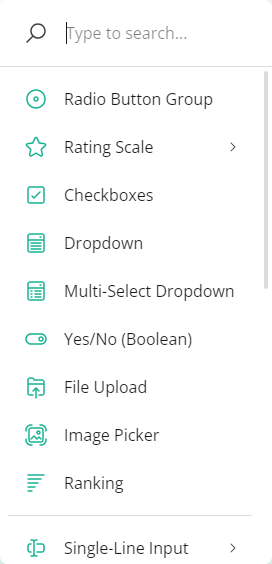 Type to search...
Radio Button Group
Rating Scale
Checkboxes
Dropdown
Multi-Select Dropdown
Yes/No (Boolean)
File Upload
Image Picker
Ranking
Single-Line Input